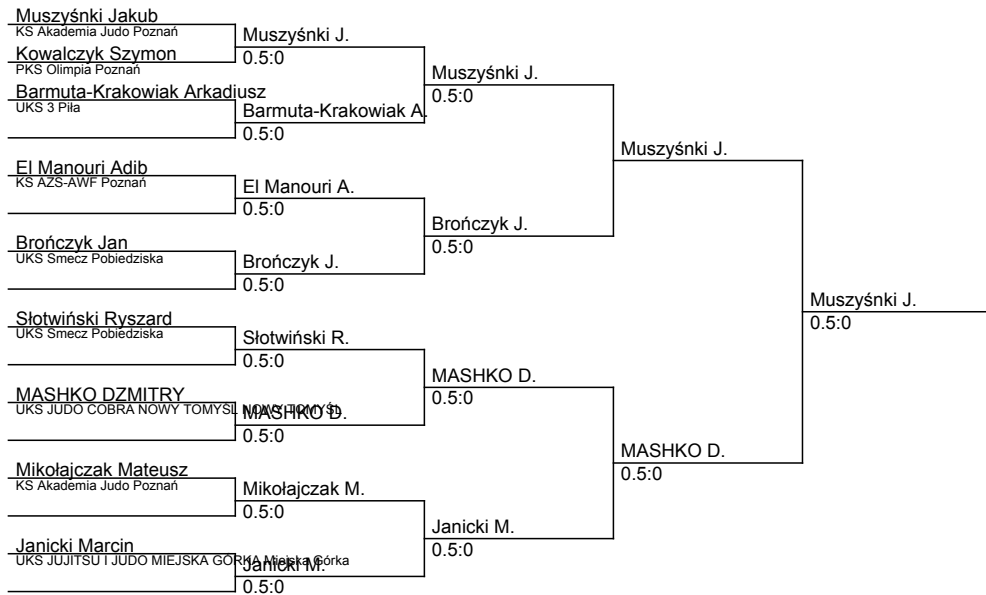 Muszyśnki Jakub
KS Akademia Judo Poznań
Muszyśnki J.
0.5:0
Kowalczyk Szymon
PKS Olimpia Poznań
Muszyśnki J.
0.5:0
Barmuta-Krakowiak Arkadiusz
UKS 3 Piła
Barmuta-Krakowiak A.
0.5:0
Muszyśnki J.
El Manouri Adib
KS AZS-AWF Poznań
El Manouri A.
0.5:0
Brończyk J.
0.5:0
Brończyk Jan
UKS Smecz Pobiedziska
Brończyk J.
0.5:0
Muszyśnki J.
0.5:0
Słotwiński Ryszard
UKS Smecz Pobiedziska
Słotwiński R.
0.5:0
MASHKO D.
0.5:0
MASHKO DZMITRY
UKS JUDO COBRA NOWY TOMYŚL NOWY TOMYŚL
MASHKO D.
0.5:0
MASHKO D.
0.5:0
Mikołajczak Mateusz
KS Akademia Judo Poznań
Mikołajczak M.
0.5:0
Janicki M.
0.5:0
Janicki Marcin
UKS JUJITSU I JUDO MIEJSKA GÓRKA Miejska Górka
Janicki M.
0.5:0